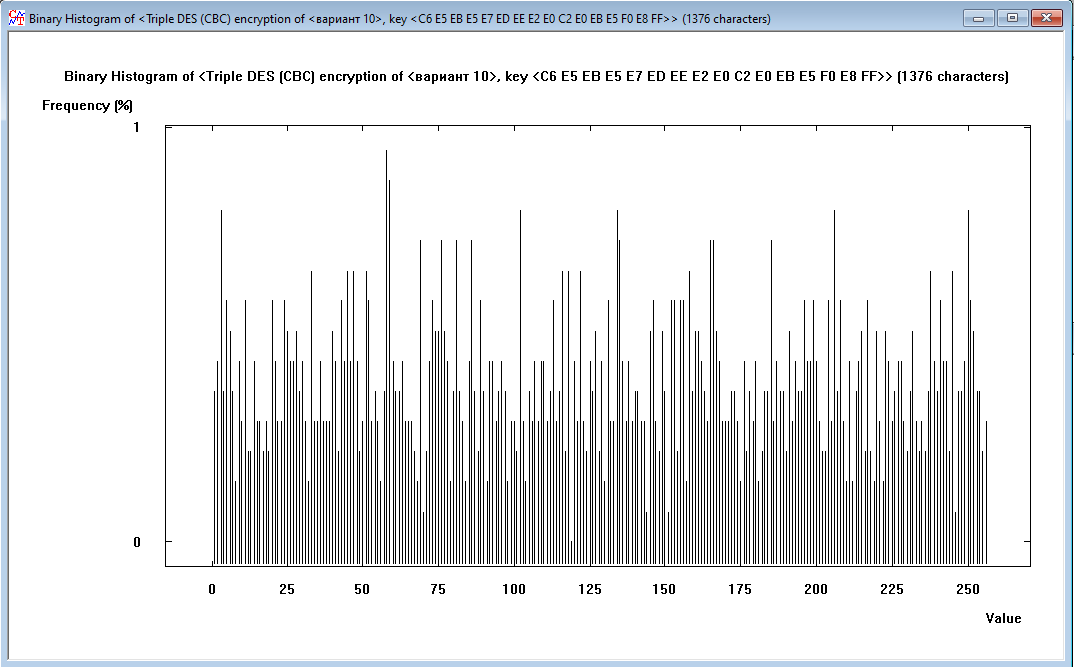 Binary Histogram of <Triple DES (CBC) encryption of <вариант 10>, key <C6 E5 EB E5 E7 ED EE E2 E0 C2 E0 EB E5 F0 E8 FF>> (1376 characters)
Binary Histogram of <Triple DES (CBC) encryption of <вариант 10>, key <C6 E5 EB E5 E7 ED EE E2 E0 C2 E0 EB E5 F0 E8 FF>> (1376 characters)
Frequency (%)
1
0
0 25 50 75 100 125 150 175 200 225 250
Value